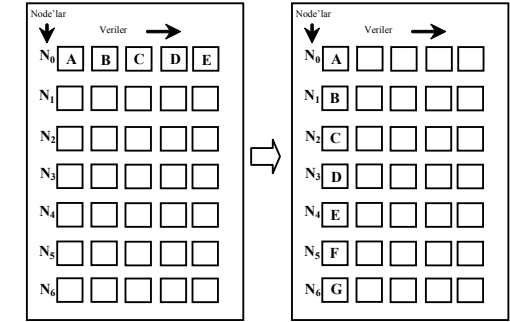 Node'lar
Veriler
N0 A B C D E
N1
N2
N3
N4
N5
N6
Node'lar
Veriler
N0 A
N1 B
N2 C
N3 D
N4 E
N5 F
N6 G